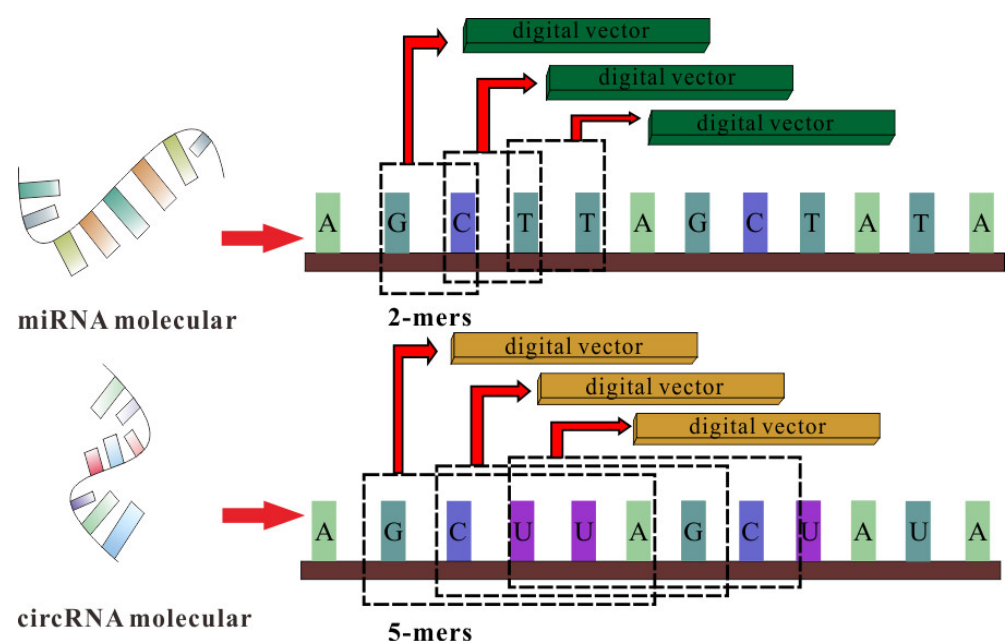 digital vector
digital vector
digital vector
A G C T T A G C T A T A
miRNA molecular
2-mers
digital vector
digital vector
digital vector
A G C U U A G C U A U A
circRNA molecular
5-mers